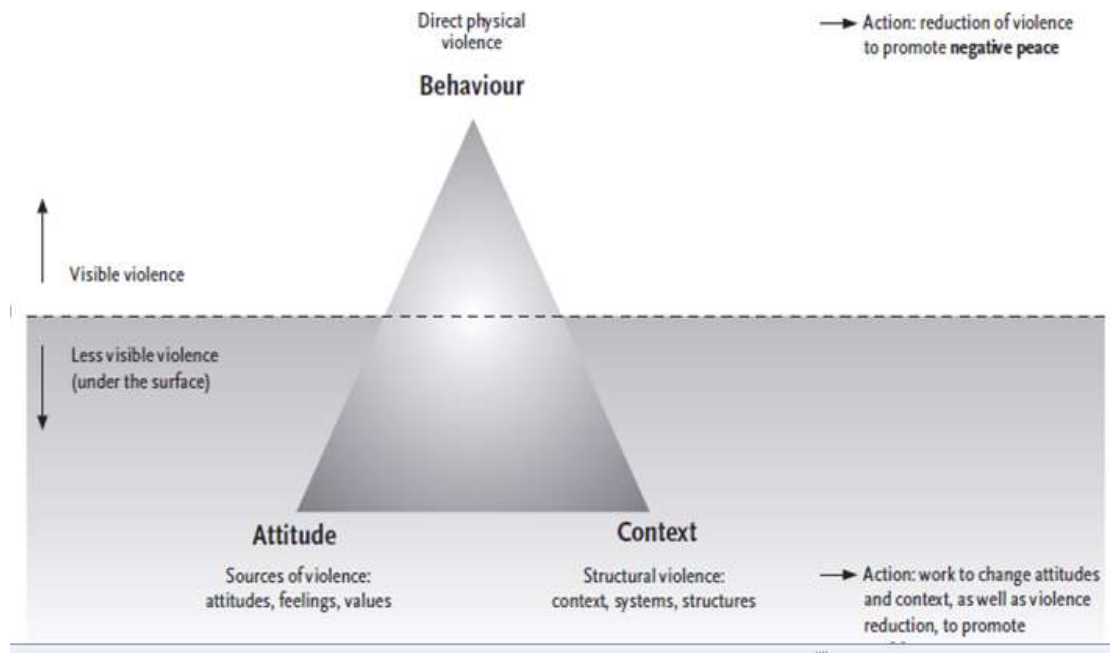 Direct physical
violence
Behaviour
Action: reduction of violence
to promote negative peace
Visible violence
Less visible violence
(under the surface)
Attitude
Sources of violence:
attitudes, feelings, values
Context
Structural violence:
context, systems, structures
Action: work to change attitudes
and context, as well as violence
reduction, to promote